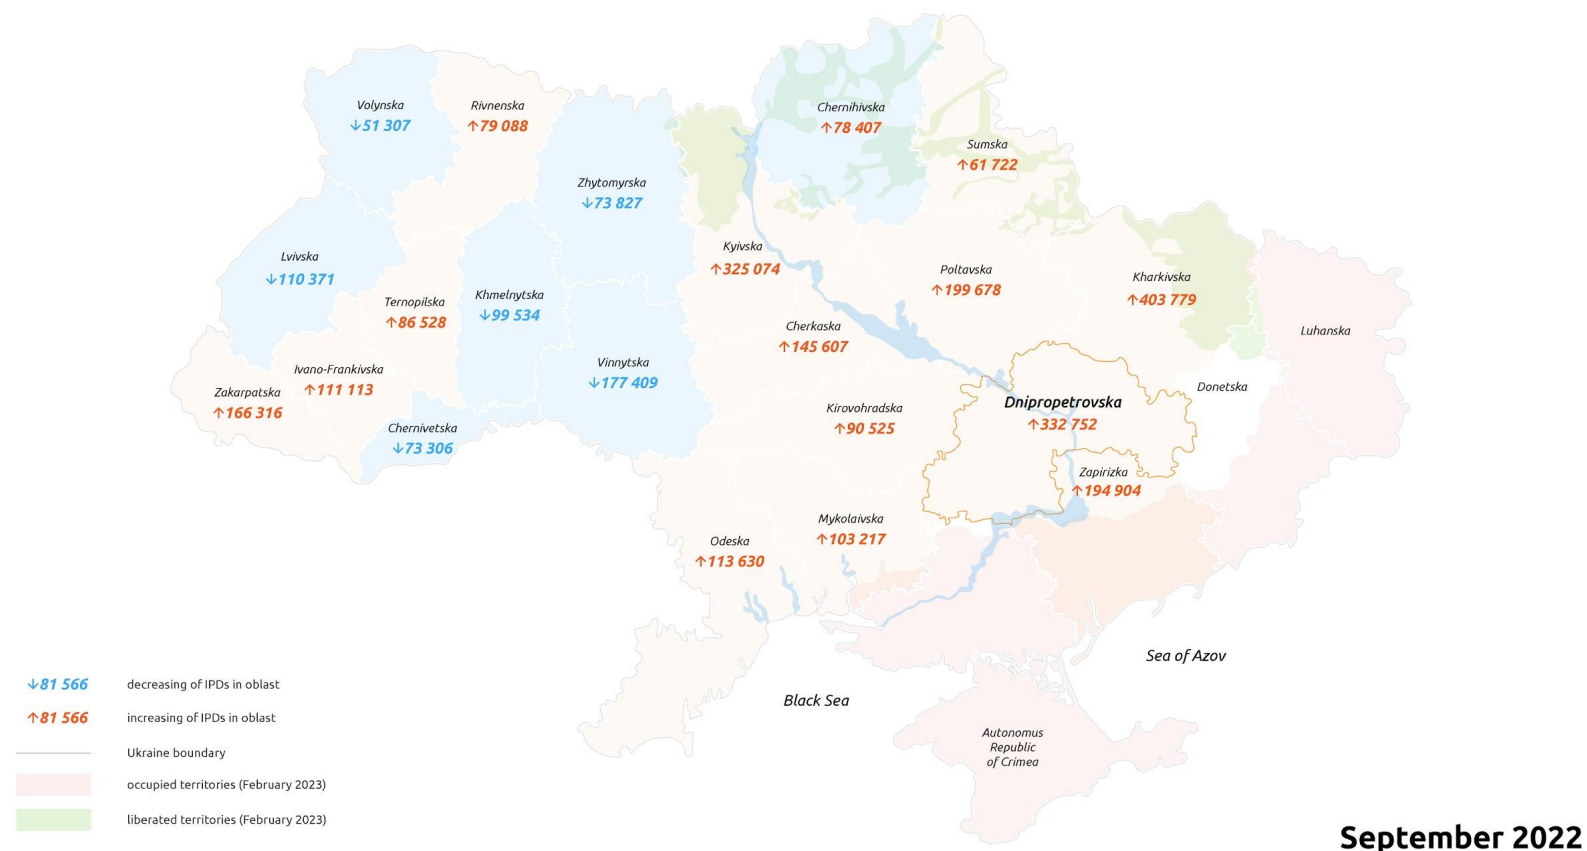 Volynska
↓51 307
Rivnenska
↑79 088
Chernihivska
↑78 407
Sumska
↑61 722
Zhytomyrska
↓73 827
Kyivska
↑325 074
Lvivska
↓110 371
Poltavska
↑199 678
Kharkivska
↑403 779
Ternopilska
↑86 528
Khmelnytska
↓99 534
Cherkaska
↑145 607
Luhanska
Vinnytska
↓177 409
Ivano-Frankivska
↑111 113
Zakarpatska
↑166 316
Donetska
Dnipropetrovska
↑332 752
Kirovohradska
↑90 525
Chernivetska
↓73 306
Zapirizka
↑194 904
Mykolaivska
↑103 217
Odeska
↑113 630
Sea of Azov
Black Sea
Autonomus
Republic
of Crimea
↓81 566 decreasing of IPDs in oblast
↑81 566 increasing of IPDs in oblast
Ukraine boundary
occupied territories (February 2023)
liberated territories (February 2023)
September 2022